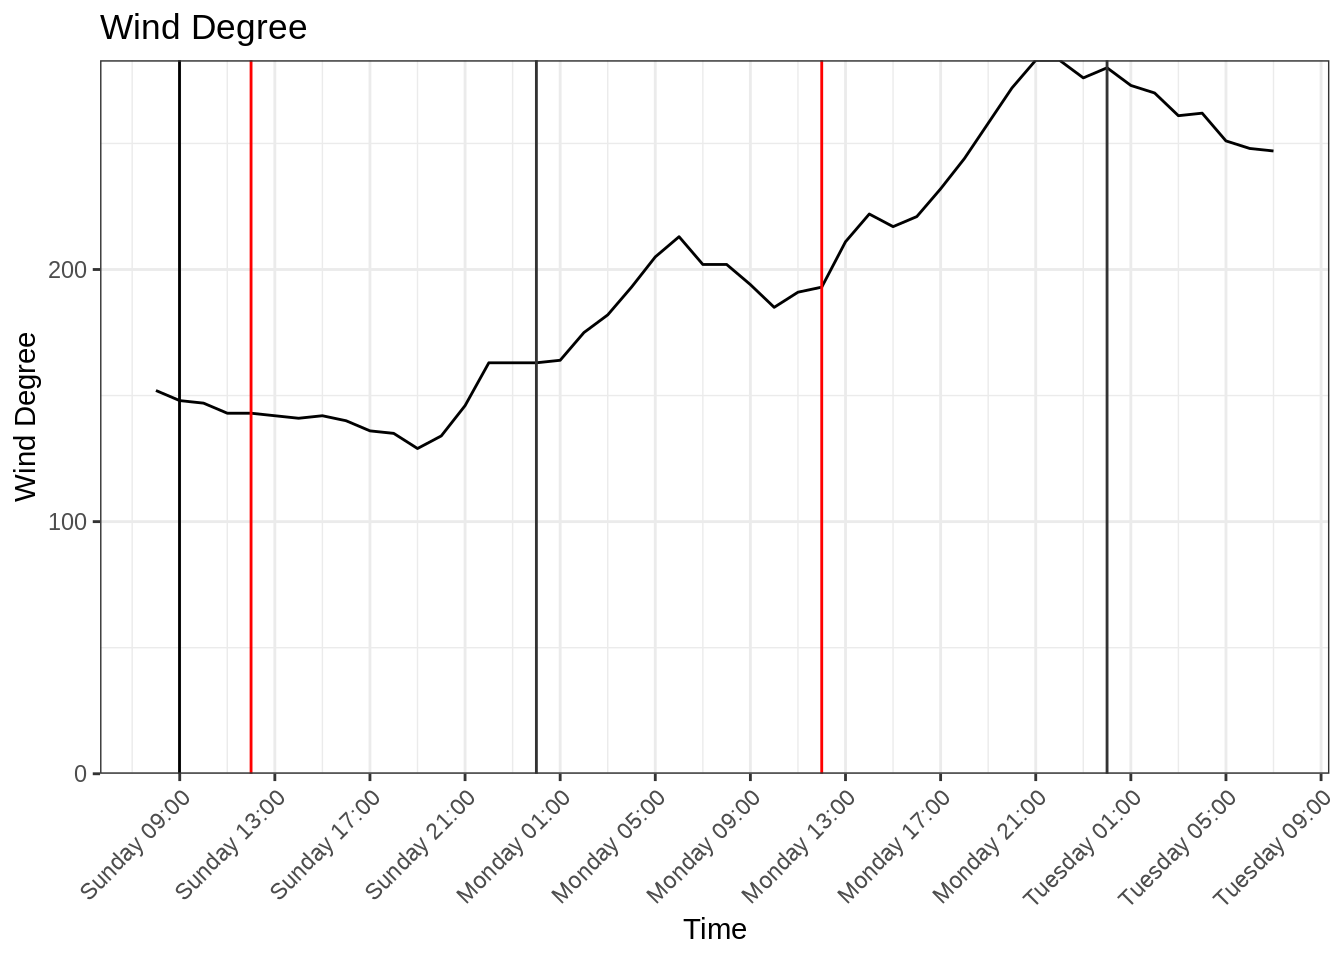 Wind Degree
Wind Degree
200
100
0
Sunday 09:00
Sunday 13:00
Sunday 17:00
Sunday 21:00
Monday 01:00
Monday 05:00
Monday 09:00
Monday 13:00
Monday 17:00
Monday 21:00
Tuesday 01:00
Tuesday 05:00
Tuesday 09:00
Time